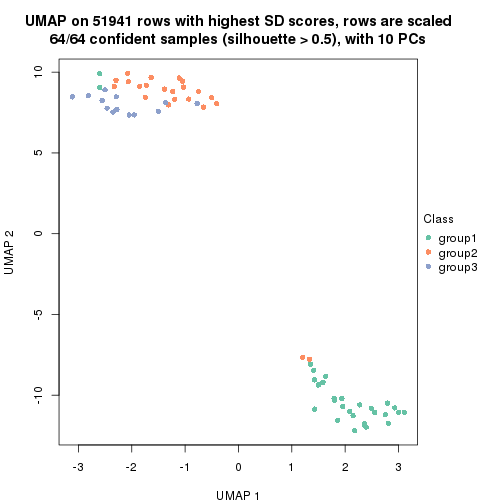 UMAP on 51941 rows with highest SD scores, rows are scaled
64/64 confident samples (silhouette > 0.5), with 10 PCs
10
5
0
-5
-10
UMAP 2
-3
-2
-1
0
1
2
3
UMAP 1
Class
group1
group2
group3